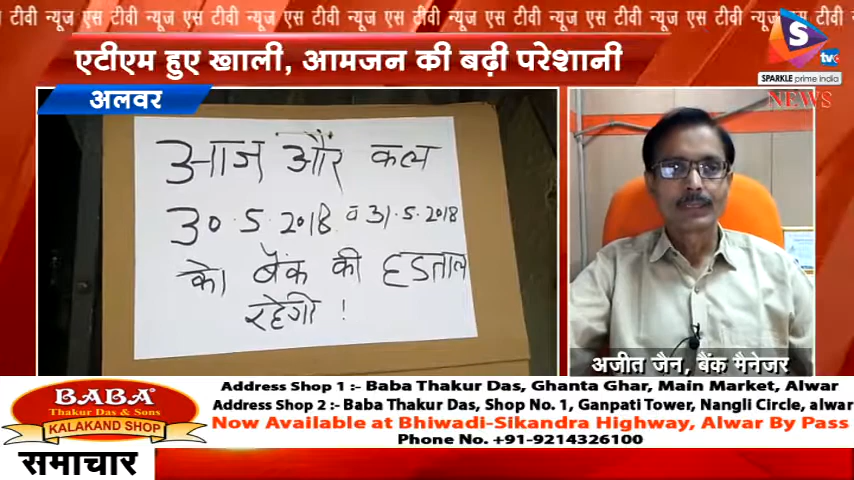 एस टीवी न्यूज एस टीवी न्यूज एस टीवी न्यूज एस टीवी न्यूज एस टीवी न्यूज एस टीवी न्यूज
S
tv
SPARKLE prime India
NEWS
एटीएम हुए खाली, आमजन की बढ़ी परेशानी
अलवर
आज और कल
30.5.2018 व 31.5.2018
को बैंक की हडताल
रहेगी !
अजीत जैन, बैंक मैनेजर
BABA
Thakur Das & Sons
KALAKAND SHOP
Address Shop 1 :- Baba Thakur Das, Ghanta Ghar, Main Market, Alwar
Address Shop 2 :- Baba Thakur Das, Shop No. 1, Ganpati Tower, Nangli Circle, alwar
Now Available at Bhiwadi-Sikandra Highway, Alwar By Pass
Phone No. +91-9214326100
समाचार